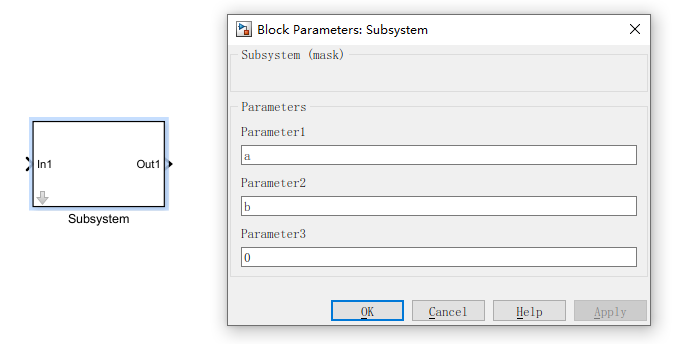 In1
Out1
Subsystem
Block Parameters: Subsystem
Subsystem (mask)
Parameters
Parameter1
a
Parameter2
b
Parameter3
0
OK
Cancel
Help
Apply